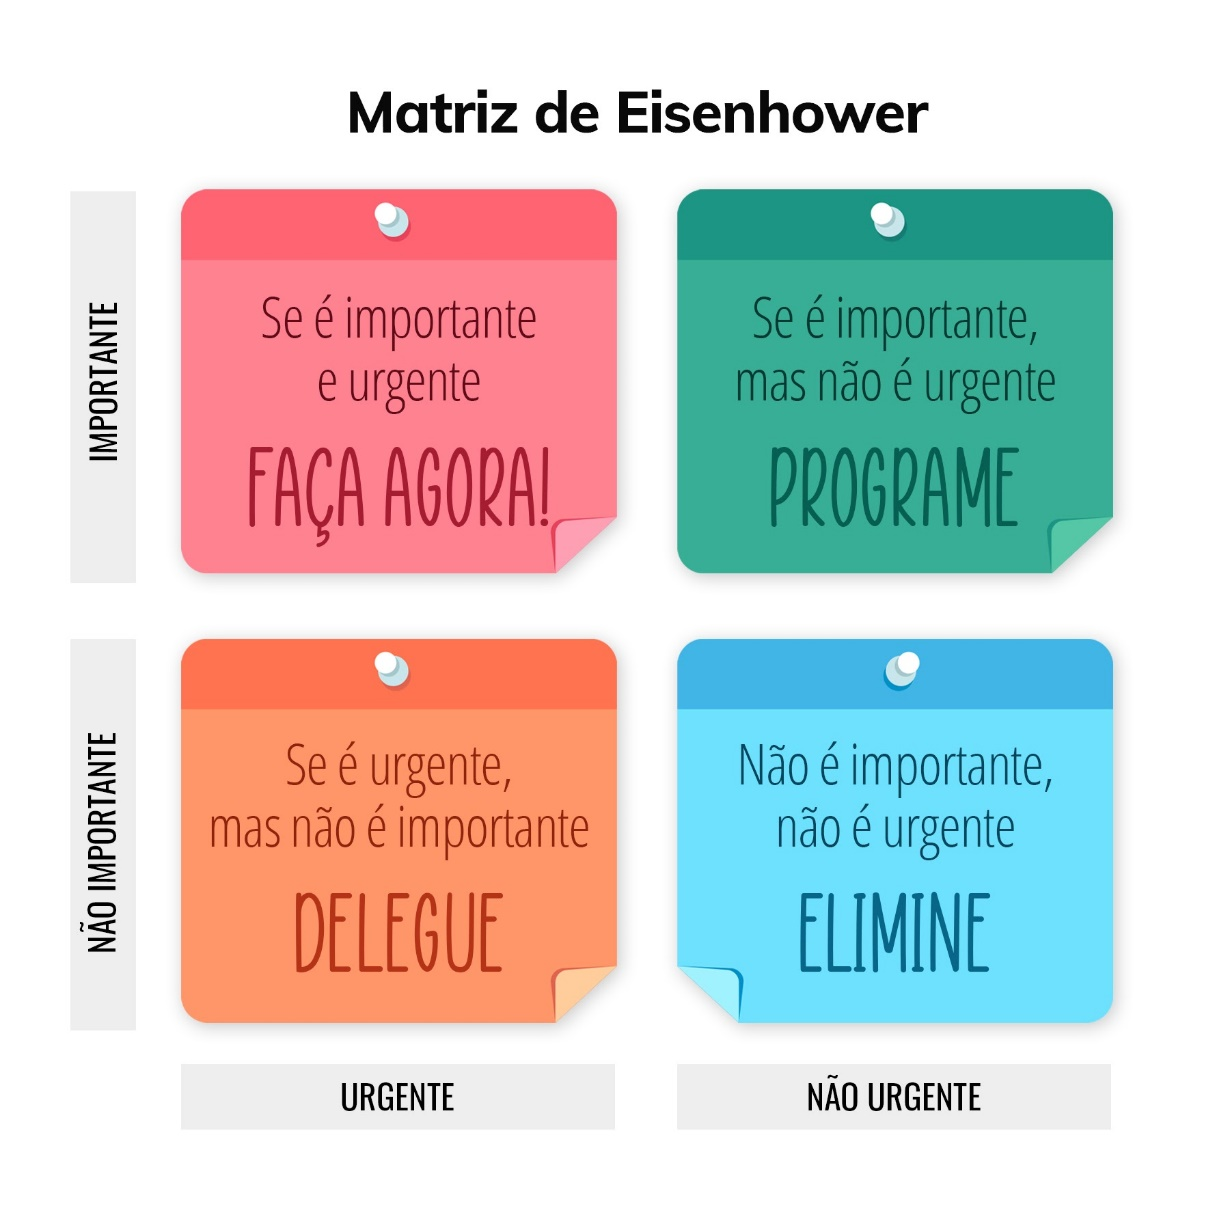 Matriz de Eisenhower
IMPORTANTE
Se é importante
e urgente
FAÇA AGORA!
Se é importante,
mas não é urgente
PROGRAME
NÃO IMPORTANTE
Se é urgente,
mas não é importante
DELEGUE
Não é importante,
não é urgente
ELIMINE
URGENTE
NÃO URGENTE